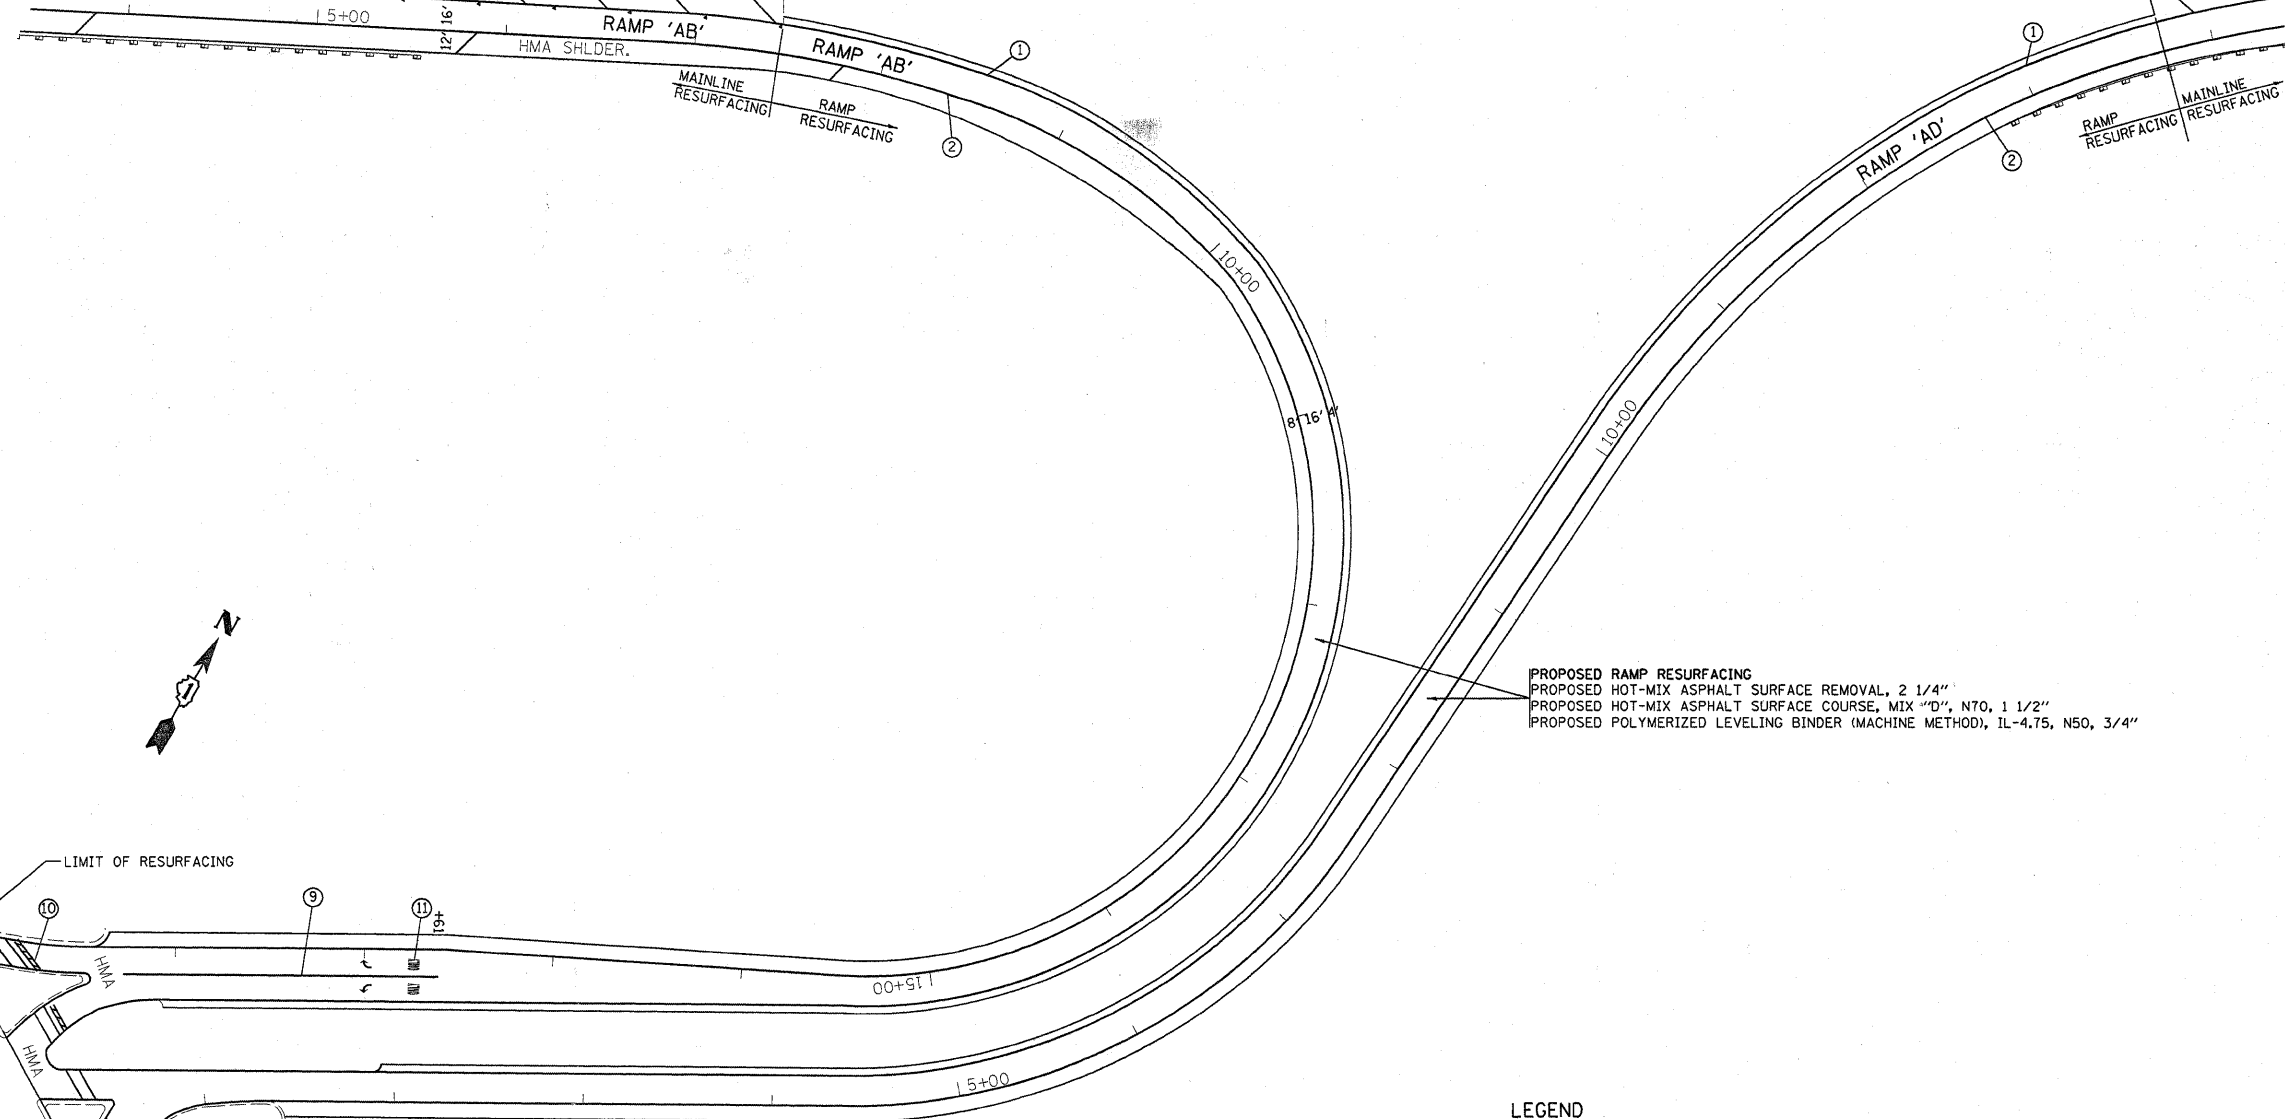 5+00
12' 16'
RAMP 'AB'
HMA SHLDER.
RAMP 'AB'
MAINLINE
RESURFACING
RAMP
RESURFACING
1
2
1
2
RAMP 'AD'
RAMP
RESURFACING
MAINLINE
RESURFACING
10+00
8' 16' 4'
10+00
N
1
PROPOSED RAMP RESURFACING
PROPOSED HOT-MIX ASPHALT SURFACE REMOVAL, 2 1/4"
PROPOSED HOT-MIX ASPHALT SURFACE COURSE, MIX "D", N70, 1 1/2"
PROPOSED POLYMERIZED LEVELING BINDER (MACHINE METHOD), IL-4.75, N50, 3/4"
LIMIT OF RESURFACING
10
9
11
HMA
15+00
HMA
5+00
LEGEND